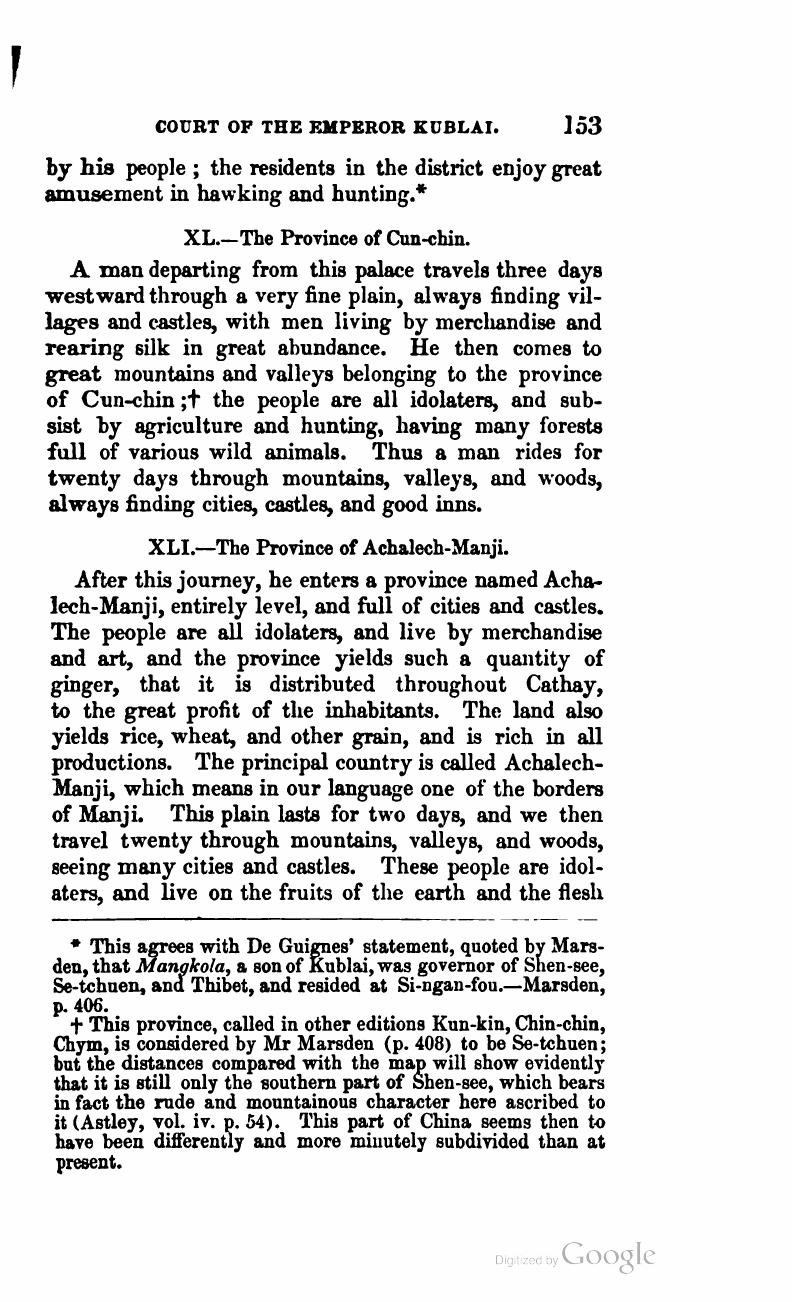 COURT OF THE EMPEROR KUBLAI. 153
by his people ; the residents in the district enjoy great
amusement in hawking and hunting.*
XL.—The Province of Cun-chin.
A man departing from this palace travels three days
westward through a very fine plain, always finding vil-
lages and castles, with men living by merchandise and
rearing silk in great abundance. He then comes to
great mountains and valleys belonging to the province
of Cun-chin ;† the people are all idolaters, and sub-
sist by agriculture and hunting, having many forests
full of various wild animals. Thus a man rides for
twenty days through mountains, valleys, and woods,
always finding cities, castles, and good inns.
XLI.—The Province of Achalech-Manji.
After this journey, he enters a province named Acha-
lech-Manji, entirely level, and full of cities and castles.
The people are all idolaters, and live by merchandise
and art, and the province yields such a quantity of
ginger, that it is distributed throughout Cathay,
to the great profit of the inhabitants. The land also
yields rice, wheat, and other grain, and is rich in all
productions. The principal country is called Achalech-
Manji, which means in our language one of the borders
of Manji. This plain lasts for two days, and we then
travel twenty through mountains, valleys, and woods,
seeing many cities and castles. These people are idol-
aters, and live on the fruits of the earth and the flesh
* This agrees with De Guignes' statement, quoted by Mars-
den, that Mangkola, a son of Kublai, was governor of Shen-see,
Se-tchuen, and Thibet, and resided at Si-ngan-fou.—Marsden,
p. 406.
† This province, called in other editions Kun-kin, Chin-chin,
Chym, is considered by Mr Marsden (p. 408) to be Se-tchuen;
but the distances compared with the map will show evidently
that it is still only the southern part of Shen-see, which bears
in fact the rude and mountainous character here ascribed to
it (Astley, vol. iv. p. 54). This part of China seems then to
have been differently and more minutely subdivided than at
present.
Digitized by Google